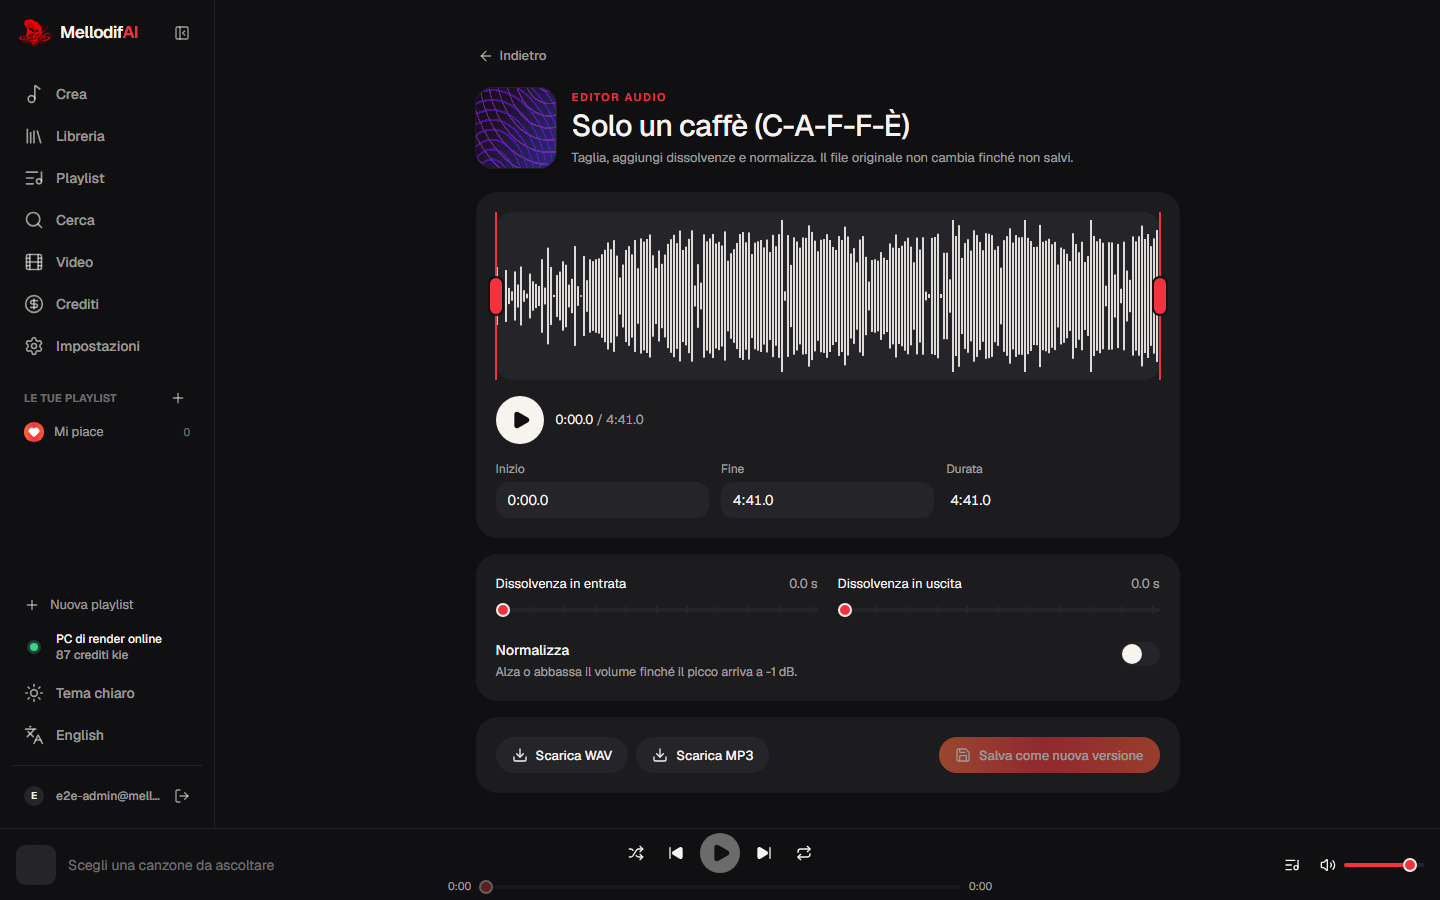 MellodifAI
Crea
Libreria
Playlist
Cerca
Video
Crediti
Impostazioni
LE TUE PLAYLIST
Mi piace 0
Nuova playlist
PC di render online
87 crediti kie
Tema chiaro
English
E e2e-admin@mell...
Indietro
EDITOR AUDIO
Solo un caffè (C-A-F-F-È)
Taglia, aggiungi dissolvenze e normalizza. Il file originale non cambia finché non salvi.
0:00.0 / 4:41.0
Inizio Fine Durata
0:00.0 4:41.0 4:41.0
Dissolvenza in entrata 0.0 s Dissolvenza in uscita 0.0 s
Normalizza
Alza o abbassa il volume finché il picco arriva a -1 dB.
Scarica WAV Scarica MP3 Salva come nuova versione
Scegli una canzone da ascoltare
0:00 0:00